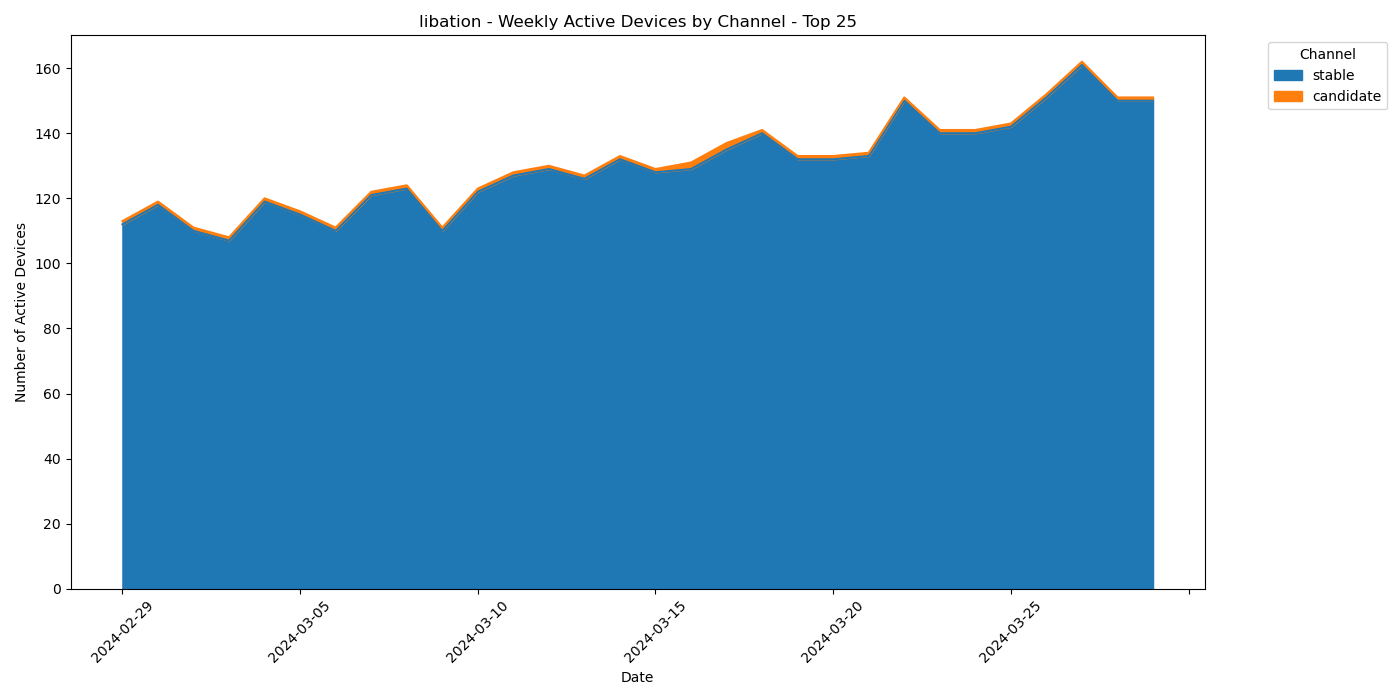 libation - Weekly Active Devices by Channel - Top 25
Channel
stable
candidate
160
140
120
100
80
60
40
20
0
Number of Active Devices
2024-02-29
2024-03-05
2024-03-10
2024-03-15
2024-03-20
2024-03-25
Date